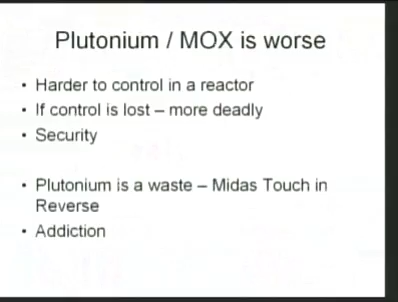 Plutonium / MOX is worse
• Harder to control in a reactor
• If control is lost – more deadly
• Security
• Plutonium is a waste – Midas Touch in
Reverse
• Addiction